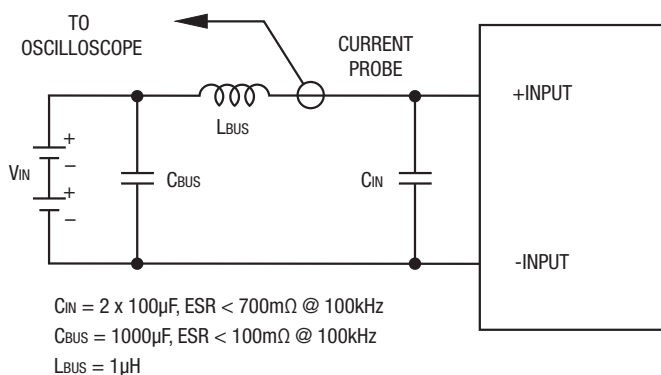 TO
OSCILLOSCOPE
CURRENT
PROBE
+INPUT
LBUS
VIN
+
−
+
−
CBUS
CIN
-INPUT
CIN = 2 x 100µF, ESR < 700mΩ @ 100kHz
CBUS = 1000µF, ESR < 100mΩ @ 100kHz
LBUS = 1µH